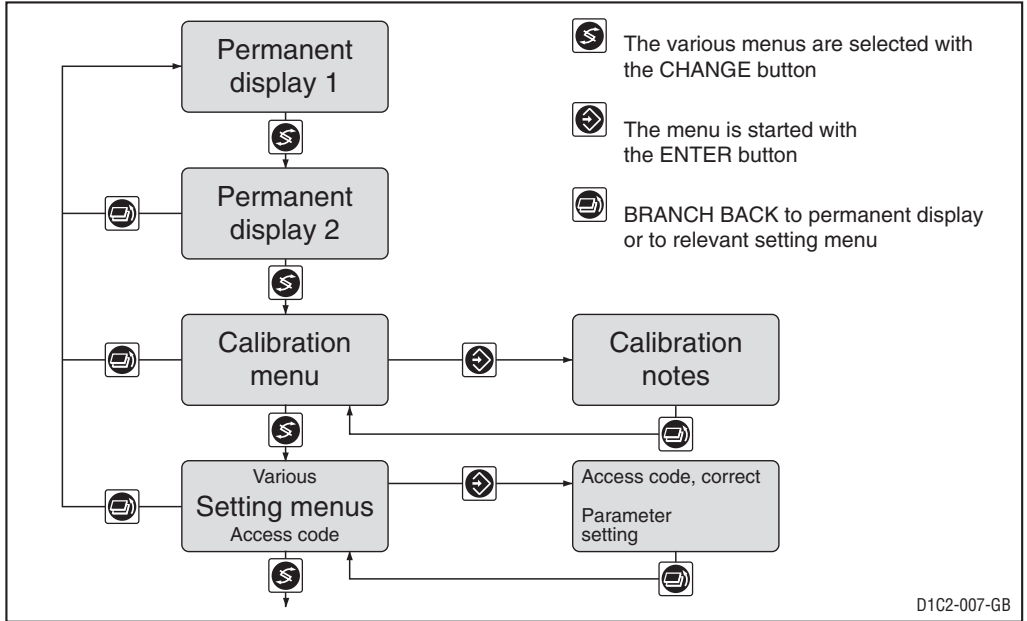 Permanent
display 1
The various menus are selected with
the CHANGE button
The menu is started with
the ENTER button
Permanent
display 2
BRANCH BACK to permanent display
or to relevant setting menu
Calibration
menu
Calibration
notes
Various
Setting menus
Access code
Access code, correct
Parameter
setting
D1C2-007-GB